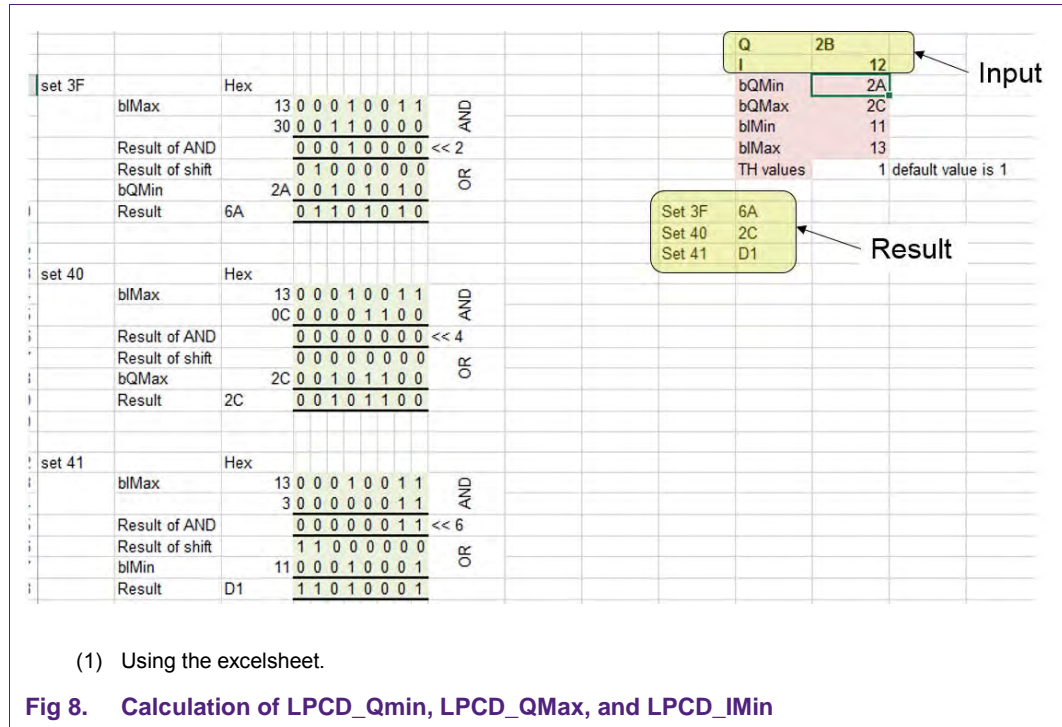 Q 2B
I 12
Input
set 3F Hex bQMin 2A
bIMax 13 0 0 0 1 0 0 1 1 AND bQMax 2C
30 0 0 1 1 0 0 0 0 bIMin 11
Result of AND 0 0 0 1 0 0 0 0 << 2 bIMax 13
Result of shift 0 1 0 0 0 0 0 0 OR TH values 1 default value is 1
bQMin 2A 0 0 1 0 1 0 1 0
Result 6A 0 1 1 0 1 0 1 0 Set 3F 6A
Set 40 2C
Result
Set 41 D1
set 40 Hex
bIMax 13 0 0 0 1 0 0 1 1 AND
0C 0 0 0 0 1 1 0 0
Result of AND 0 0 0 0 0 0 0 0 << 4
Result of shift 0 0 0 0 0 0 0 0 OR
bQMax 2C 0 0 1 0 1 1 0 0
Result 2C 0 0 1 0 1 1 0 0
set 41 Hex
bIMax 13 0 0 0 1 0 0 1 1 AND
3 0 0 0 0 0 0 1 1
Result of AND 0 0 0 0 0 0 1 1 << 6
Result of shift 1 1 0 0 0 0 0 0 OR
bIMin 11 0 0 0 1 0 0 0 1
Result D1 1 1 0 1 0 0 0 1
(1) Using the excelsheet.
Fig 8. Calculation of LPCD_Qmin, LPCD_QMax, and LPCD_IMin